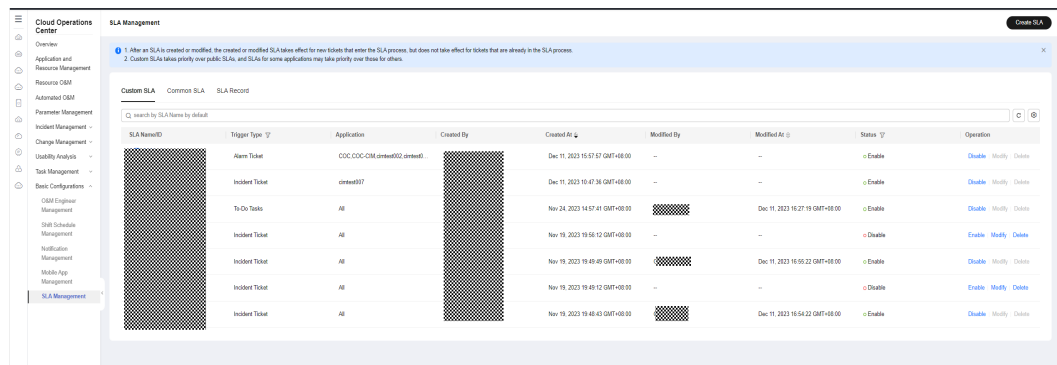 Cloud Operations Center
SLA Management
Create SLA
Overview
Application and Resource Management
Resource O&M
Automated O&M
Parameter Management
Incident Management
Change Management
Usability Analysis
Task Management
Basic Configurations
O&M Engineer Management
Shift Schedule Management
Notification Management
Mobile App Management
SLA Management
1. After an SLA is created or modified, the created or modified SLA takes effect for new tickets that enter the SLA process, but does not take effect for tickets that are already in the SLA process.
2. Custom SLAs takes priority over public SLAs, and SLAs for some applications may take priority over those for others.
Custom SLA Common SLA SLA Record
search by SLA Name by default
SLA Name/ID Trigger Type Application Created By Created At Modified By Modified At Status Operation
Alarm Ticket COC,COC-CIM,cimtest002,cimtest0... Dec 11, 2023 15:57:57 GMT+08:00 -- -- Enable Disable Modify Delete
Incident Ticket cimtest007 Dec 11, 2023 10:47:36 GMT+08:00 -- -- Enable Disable Modify Delete
To-Do Tasks All Nov 24, 2023 14:57:41 GMT+08:00 Dec 11, 2023 16:27:19 GMT+08:00 Enable Disable Modify Delete
Incident Ticket All Nov 19, 2023 19:56:12 GMT+08:00 -- -- Disable Enable Modify Delete
Incident Ticket All Nov 19, 2023 19:49:49 GMT+08:00 Dec 11, 2023 16:55:22 GMT+08:00 Enable Disable Modify Delete
Incident Ticket All Nov 19, 2023 19:49:12 GMT+08:00 -- -- Disable Enable Modify Delete
Incident Ticket All Nov 19, 2023 19:48:43 GMT+08:00 Dec 11, 2023 16:54:22 GMT+08:00 Enable Disable Modify Delete